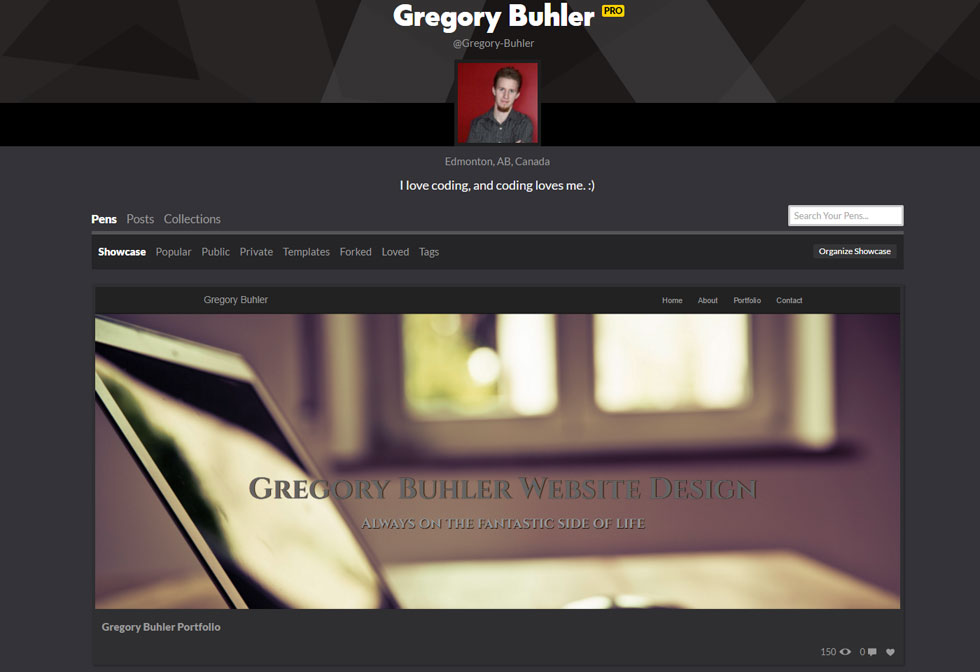 Gregory Buhler PRO
@Gregory-Buhler
Edmonton, AB, Canada
I love coding, and coding loves me. :)
Pens Posts Collections
Search Your Pens...
Showcase Popular Public Private Templates Forked Loved Tags
Organize Showcase
Gregory Buhler
Home About Portfolio Contact
Gregory Buhler Website Design
Always on the fantastic side of life
Gregory Buhler Portfolio
150 0